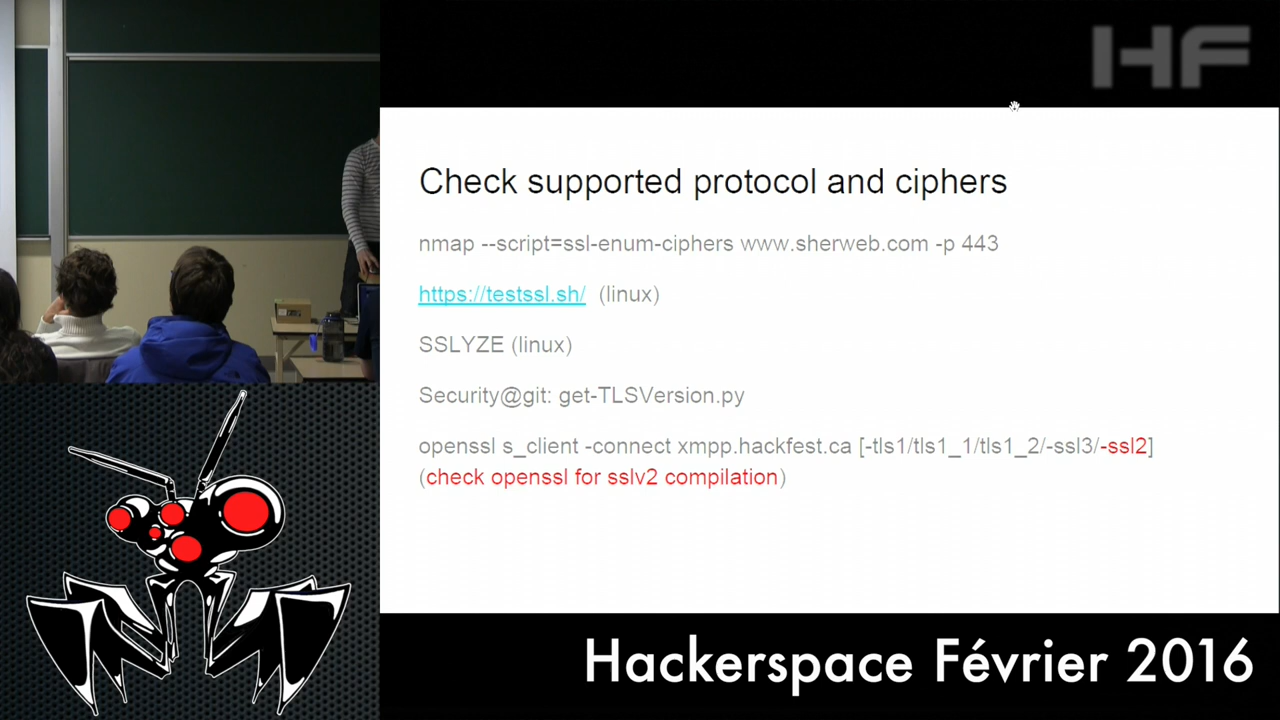 HF
Check supported protocol and ciphers
nmap --script=ssl-enum-ciphers www.sherweb.com -p 443
https://testssl.sh/ (linux)
SSLYZE (linux)
Security@git: get-TLSVersion.py
openssl s_client -connect xmpp.hackfest.ca [-tls1/tls1_1/tls1_2/-ssl3/-ssl2]
(check openssl for sslv2 compilation)
Hackerspace Février 2016